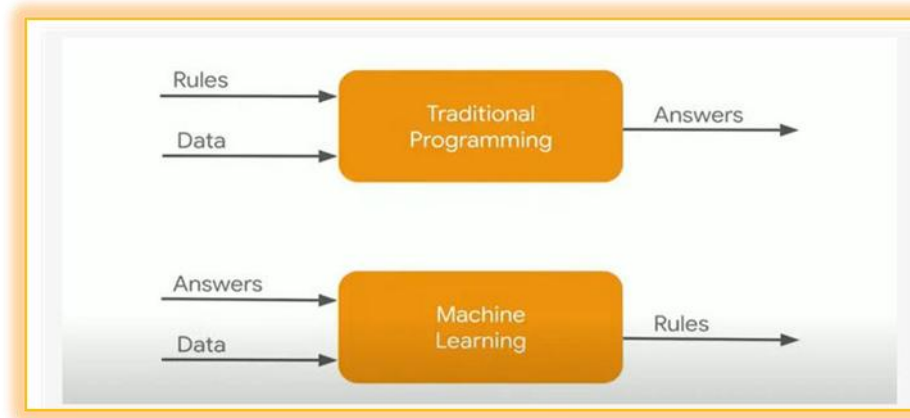 Rules
Data
Traditional
Programming
Answers
Answers
Data
Machine
Learning
Rules